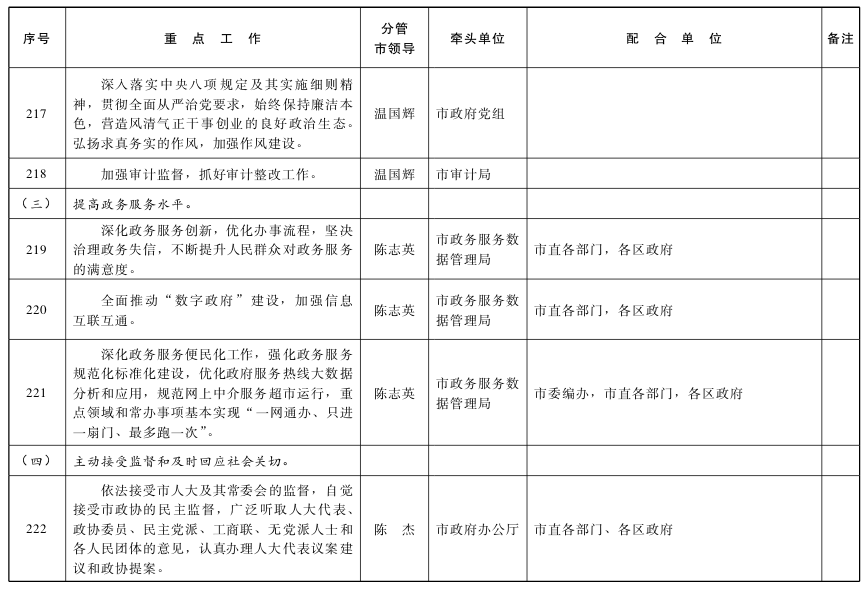 序号 重点工作 分管 牵头单位 配合单位 备注
市领导
深入落实中央八项规定及其实施细则精
神，贯彻全面从严治党要求，始终保持廉洁本
217 色，营造风清气正干事创业的良好政治生态。 温国辉 市政府党组
弘扬求真务实的作风，加强作风建设。
218 加强审计监督，抓好审计整改工作。 温国辉 市审计局
（三） 提高政务服务水平。
深化政务服务创新，优化办事流程，坚决
219 治理政务失信，不断提升人民群众对政务服务 陈志英 市政务服务数 市直各部门，各区政府
的满意度。 据管理局
全面推动“数字政府”建设，加强信息
220 互联互通。 陈志英 市政务服务数 市直各部门，各区政府
据管理局
深化政务服务便民化工作，强化政务服务
规范化标准化建设，优化政府服务热线大数据
221 分析和应用，规范网上中介服务超市运行，重 陈志英 市政务服务数 市委编办，市直各部门，各区政府
点领域和常办事项基本实现“一网通办、只进 据管理局
一扇门、最多跑一次”。
（四） 主动接受监督和及时回应社会关切。
依法接受市人大及其常委会的监督，自觉
接受市政协的民主监督，广泛听取人大代表、
222 政协委员、民主党派、工商联、无党派人士和 陈 杰 市政府办公厅 市直各部门、各区政府
各人民团体的意见，认真办理人大代表议案建
议和政协提案。